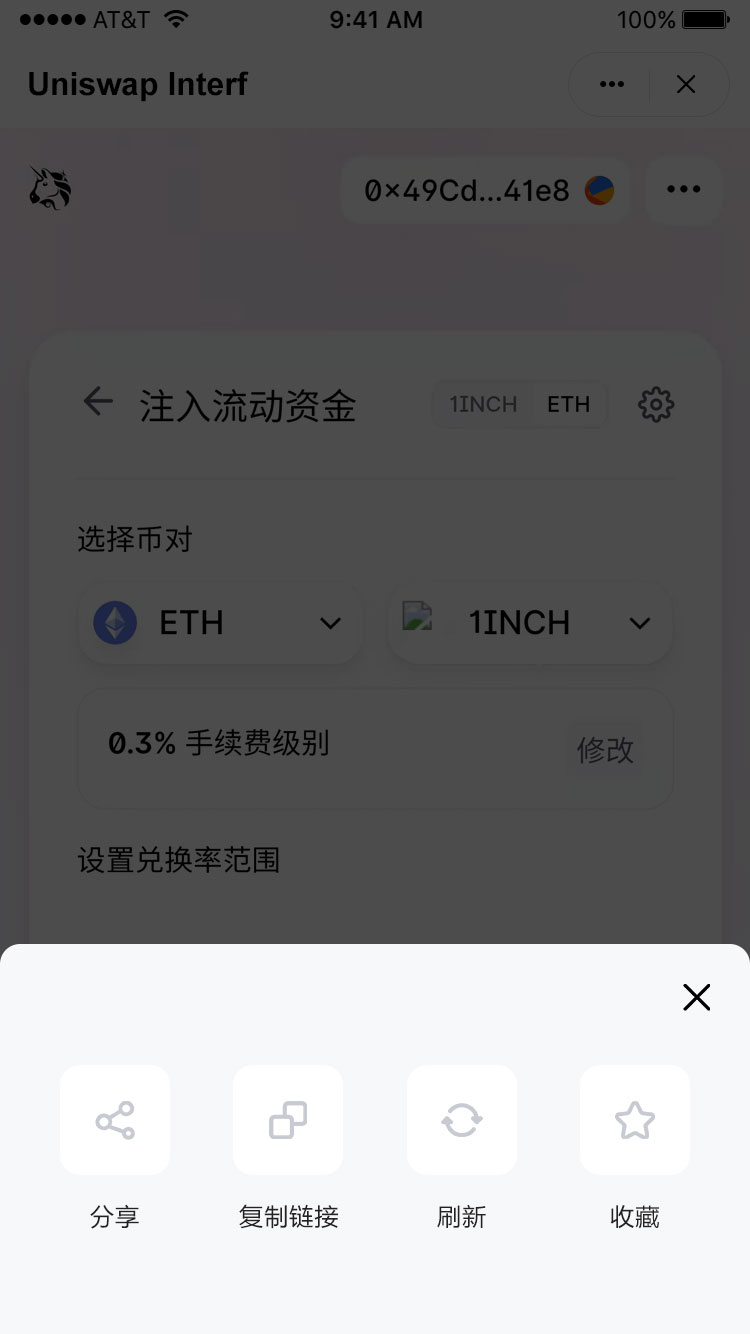 AT&T 9:41 AM 100%
Uniswap Interf
0×49Cd...41e8
注入流动资金 1INCH ETH
选择币对
ETH 1INCH
0.3% 手续费级别 修改
设置兑换率范围
分享 复制链接 刷新 收藏